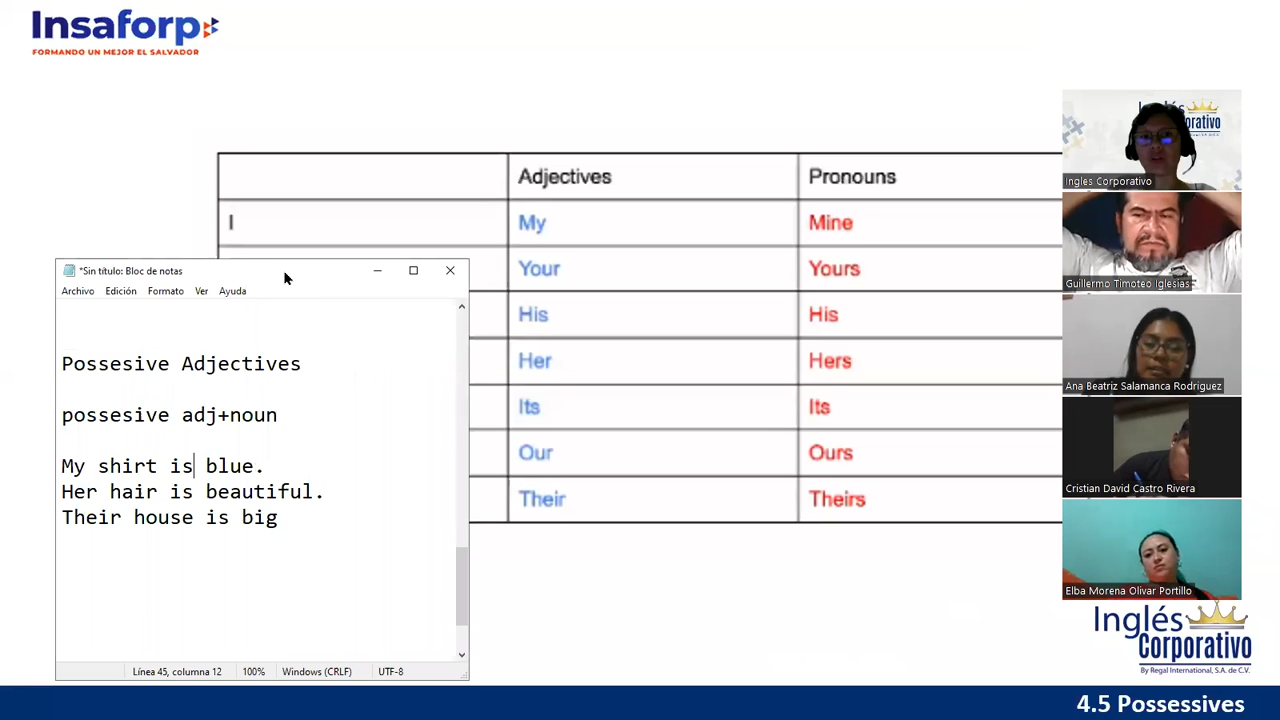 Insaforp
FORMANDO UN MEJOR EL SALVADOR
Adjectives Pronouns
I My Mine
Your Yours
His His
Her Hers
Its Its
Our Ours
Their Theirs
*Sin título: Bloc de notas
Archivo Edición Formato Ver Ayuda
Possesive Adjectives
possesive adj+noun
My shirt is blue.
Her hair is beautiful.
Their house is big
Línea 45, columna 12 100% Windows (CRLF) UTF-8
Inglés Corporativo
Guillermo Timoteo Iglesias
Ana Beatriz Salamanca Rodriguez
Cristian David Castro Rivera
Elba Morena Olivar Portillo
Inglés
Corporativo
By Regal International, S.A. de C.V.
4.5 Possessives